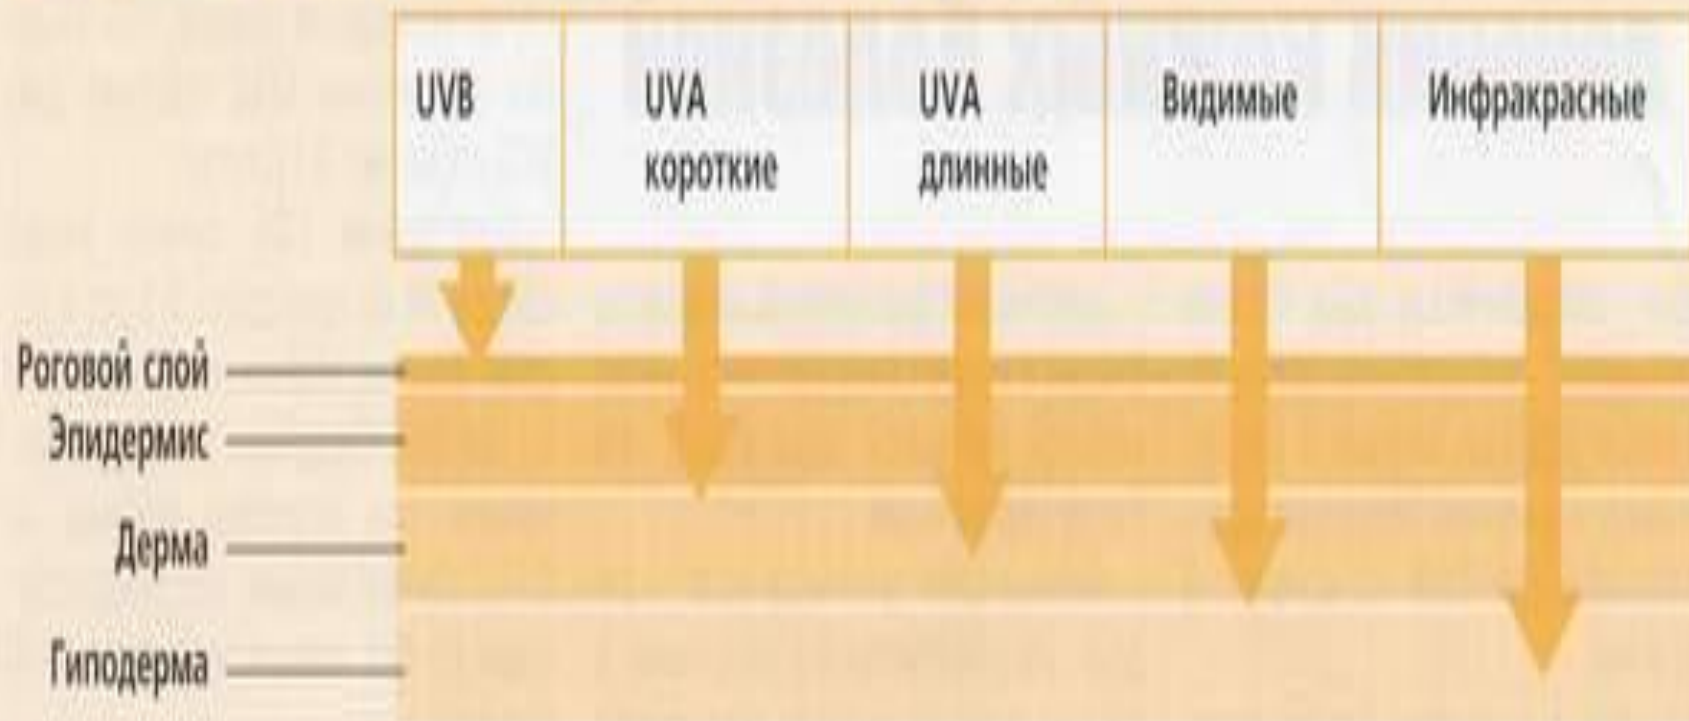 UVB
UVA
короткие
UVA
длинные
Видимые
Инфракрасные
Роговой слой
Эпидермис
Дерма
Гиподерма